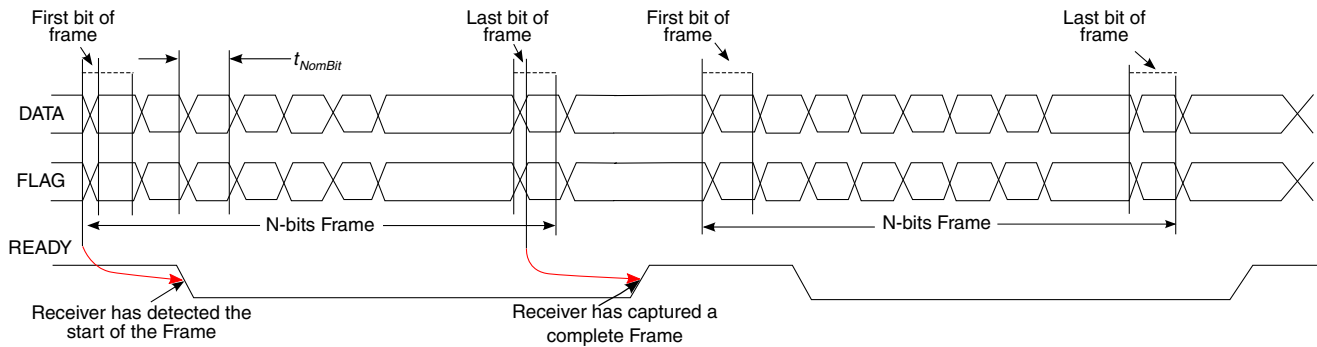 First bit of
frame
Last bit of
frame
First bit of
frame
Last bit of
frame
tNomBit
DATA
FLAG
N-bits Frame
N-bits Frame
READY
Receiver has detected the
start of the Frame
Receiver has captured a
complete Frame